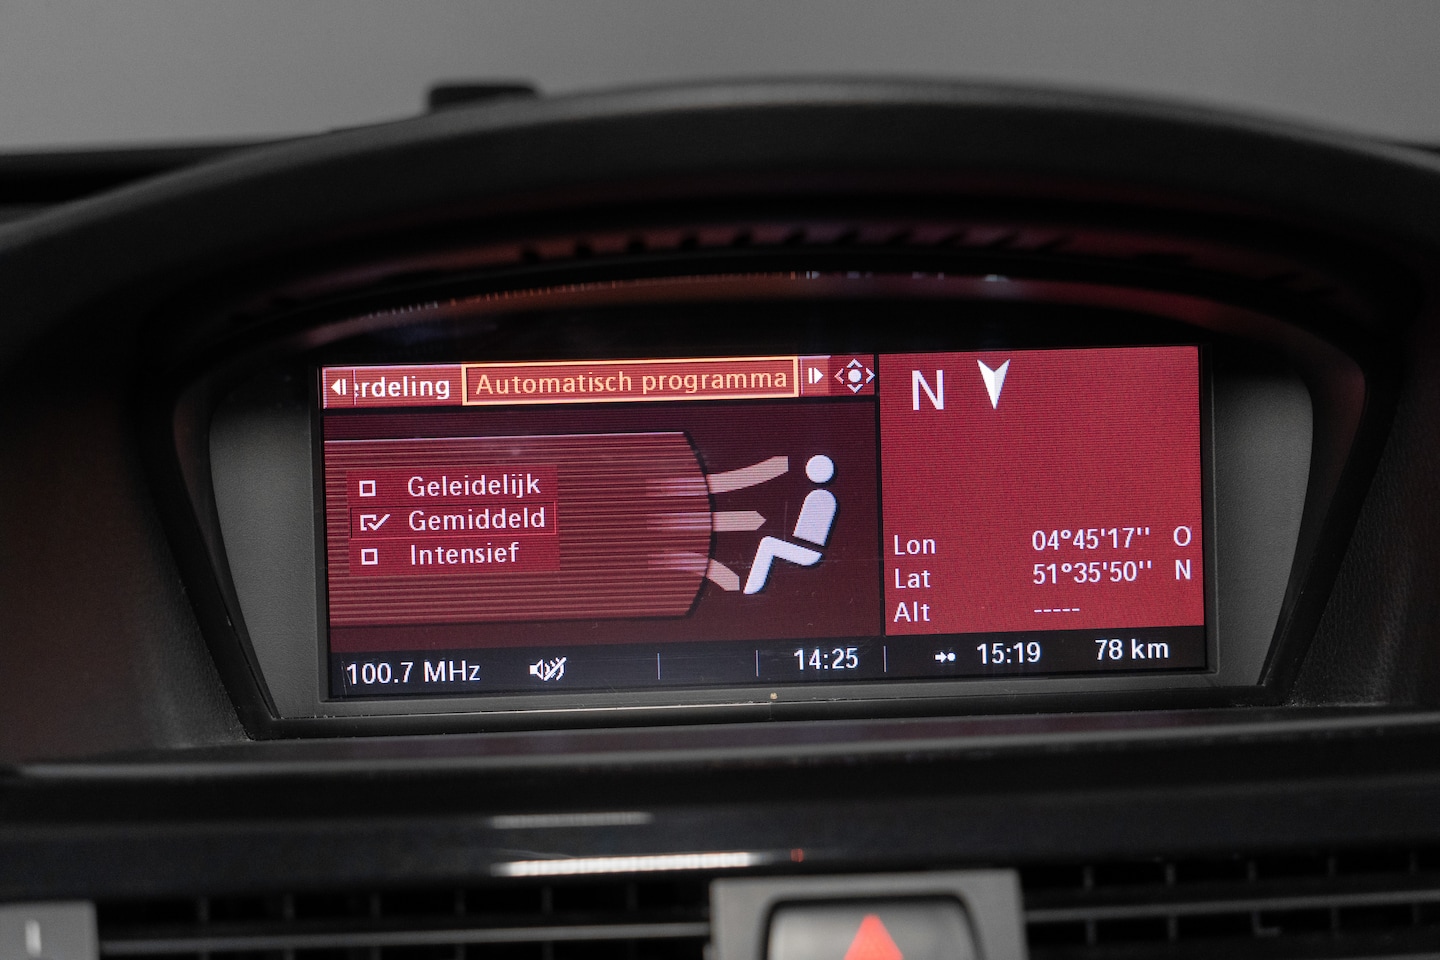 erdeling Automatisch programma
N
Geleidelijk
Gemiddeld
Intensief
Lon 04°45'17'' O
Lat 51°35'50'' N
Alt -----
100.7 MHz 14:25 15:19 78 km